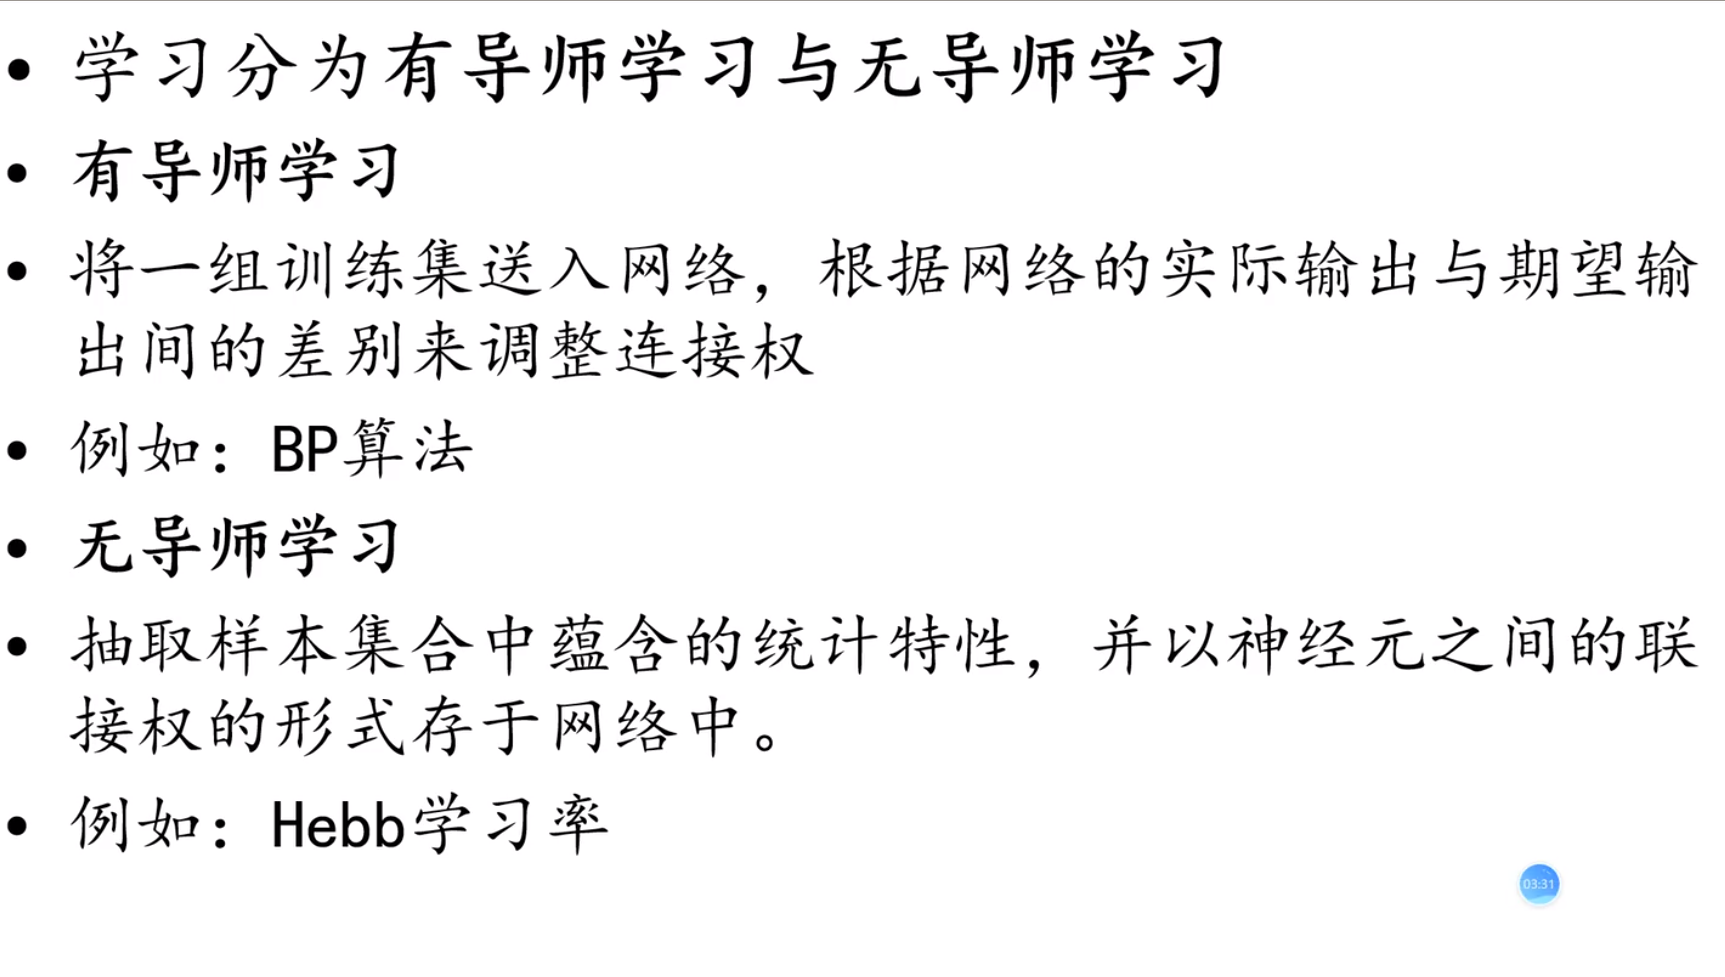 • 学习分为有导师学习与无导师学习
• 有导师学习
• 将一组训练集送入网络，根据网络的实际输出与期望输
出间的差别来调整连接权
• 例如：BP算法
• 无导师学习
• 抽取样本集合中蕴含的统计特性，并以神经元之间的联
接权的形式存于网络中。
• 例如：Hebb学习率
03:31